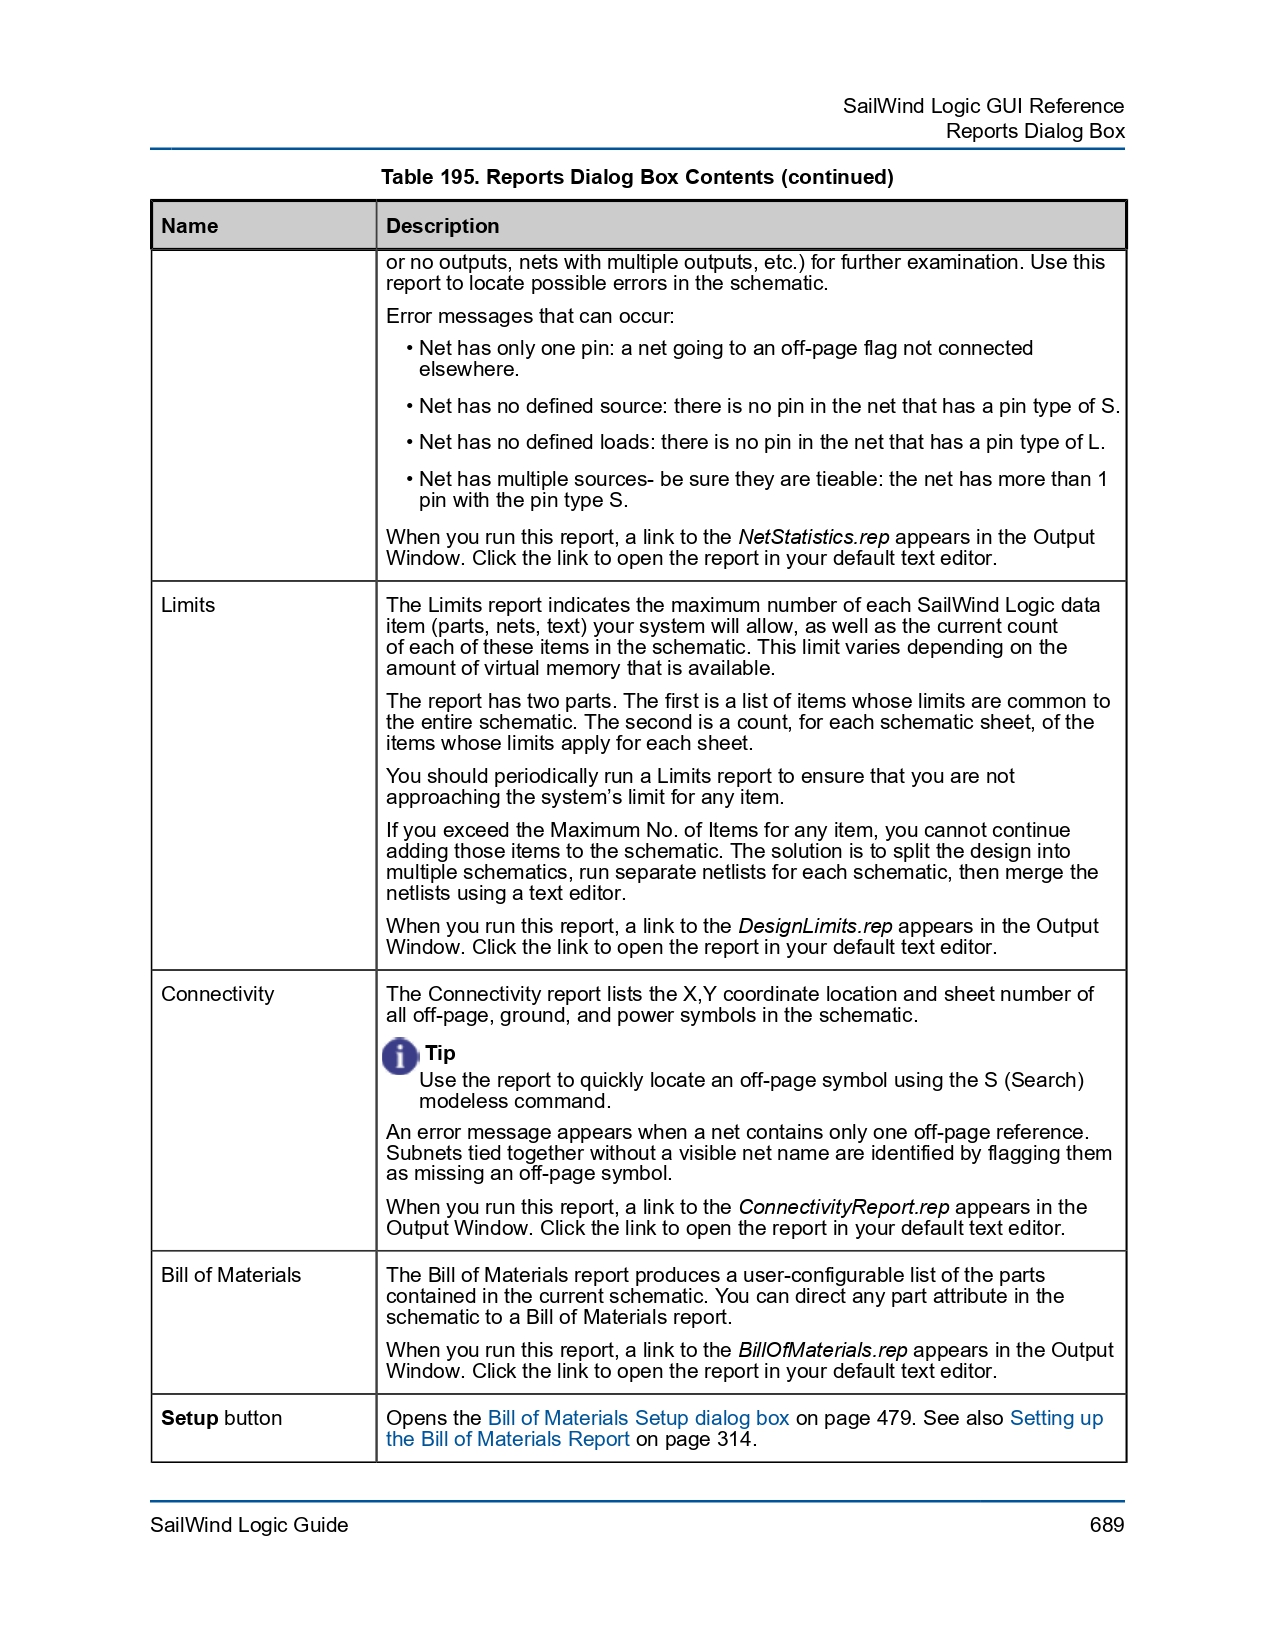 SailWind Logic GUI Reference
Reports Dialog Box
Table 195. Reports Dialog Box Contents (continued)
Name
Description
or no outputs, nets with multiple outputs, etc.) for further examination. Use this
report to locate possible errors in the schematic.
Error messages that can occur:
• Net has only one pin: a net going to an off-page flag not connected
elsewhere.
• Net has no defined source: there is no pin in the net that has a pin type of S.
• Net has no defined loads: there is no pin in the net that has a pin type of L.
• Net has multiple sources- be sure they are tieable: the net has more than 1
pin with the pin type S.
When you run this report, a link to the NetStatistics.rep appears in the Output
Window. Click the link to open the report in your default text editor.
Limits
The Limits report indicates the maximum number of each SailWind Logic data
item (parts, nets, text) your system will allow, as well as the current count
of each of these items in the schematic. This limit varies depending on the
amount of virtual memory that is available.
The report has two parts. The first is a list of items whose limits are common to
the entire schematic. The second is a count, for each schematic sheet, of the
items whose limits apply for each sheet.
You should periodically run a Limits report to ensure that you are not
approaching the system’s limit for any item.
If you exceed the Maximum No. of Items for any item, you cannot continue
adding those items to the schematic. The solution is to split the design into
multiple schematics, run separate netlists for each schematic, then merge the
netlists using a text editor.
When you run this report, a link to the DesignLimits.rep appears in the Output
Window. Click the link to open the report in your default text editor.
Connectivity
The Connectivity report lists the X,Y coordinate location and sheet number of
all off-page, ground, and power symbols in the schematic.
i Tip
Use the report to quickly locate an off-page symbol using the S (Search)
modeless command.
An error message appears when a net contains only one off-page reference.
Subnets tied together without a visible net name are identified by flagging them
as missing an off-page symbol.
When you run this report, a link to the ConnectivityReport.rep appears in the
Output Window. Click the link to open the report in your default text editor.
Bill of Materials
The Bill of Materials report produces a user-configurable list of the parts
contained in the current schematic. You can direct any part attribute in the
schematic to a Bill of Materials report.
When you run this report, a link to the BillOfMaterials.rep appears in the Output
Window. Click the link to open the report in your default text editor.
Setup button
Opens the Bill of Materials Setup dialog box on page 479. See also Setting up
the Bill of Materials Report on page 314.
SailWind Logic Guide
689